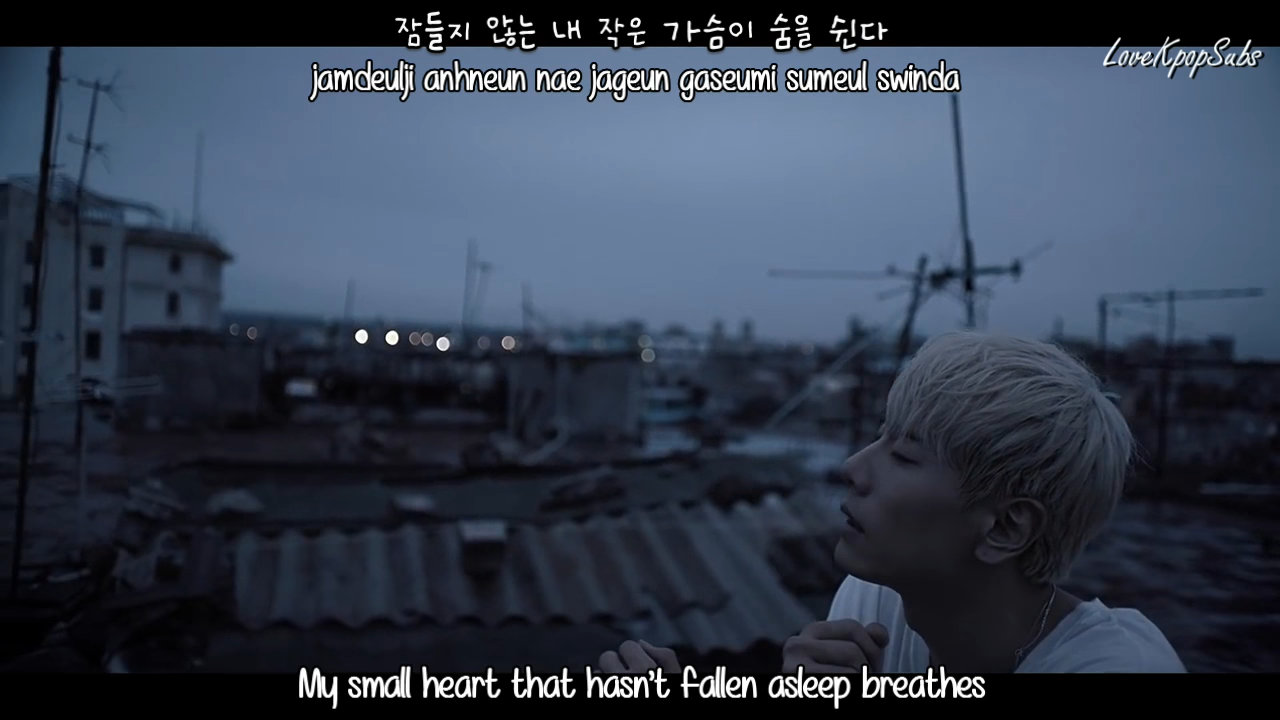 잠들지 않는 내 작은 가슴이 숨을 쉰다
LoveKpopSubs
jamdeulji anhneun nae jageun gaseumi sumeul swinda
My small heart that hasn't fallen asleep breathes